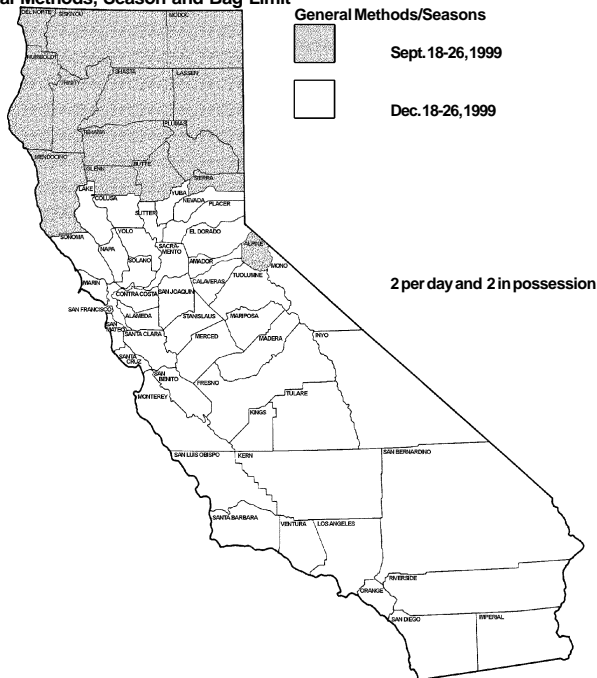 al Methods, Season and Bag Limit
General Methods/Seasons
Sept. 18-26, 1999
Dec. 18-26, 1999
2 per day and 2 in possession
DEL NORTE
SISKIYOU
MODOC
HUMBOLDT
TRINITY
SHASTA
LASSEN
TEHAMA
PLUMAS
MENDOCINO
GLENN
BUTTE
SIERRA
LAKE
COLUSA
YUBA
NEVADA
PLACER
SUTTER
SONOMA
YOLO
EL DORADO
NAPA
SACRA-
MENTO
ALPINE
SOLANO
AMADOR
MONO
MARIN
CALAVERAS
TUOLUMNE
CONTRA COSTA
SAN JOAQUIN
SAN FRANCISCO
ALAMEDA
STANISLAUS
MARIPOSA
SAN
MATEO
SANTA CLARA
MERCED
MADERA
INYO
SANTA
CRUZ
SAN
BENITO
FRESNO
MONTEREY
TULARE
KINGS
SAN LUIS OBISPO
KERN
SAN BERNARDINO
SANTA BARBARA
VENTURA
LOS ANGELES
RIVERSIDE
ORANGE
SAN DIEGO
IMPERIAL